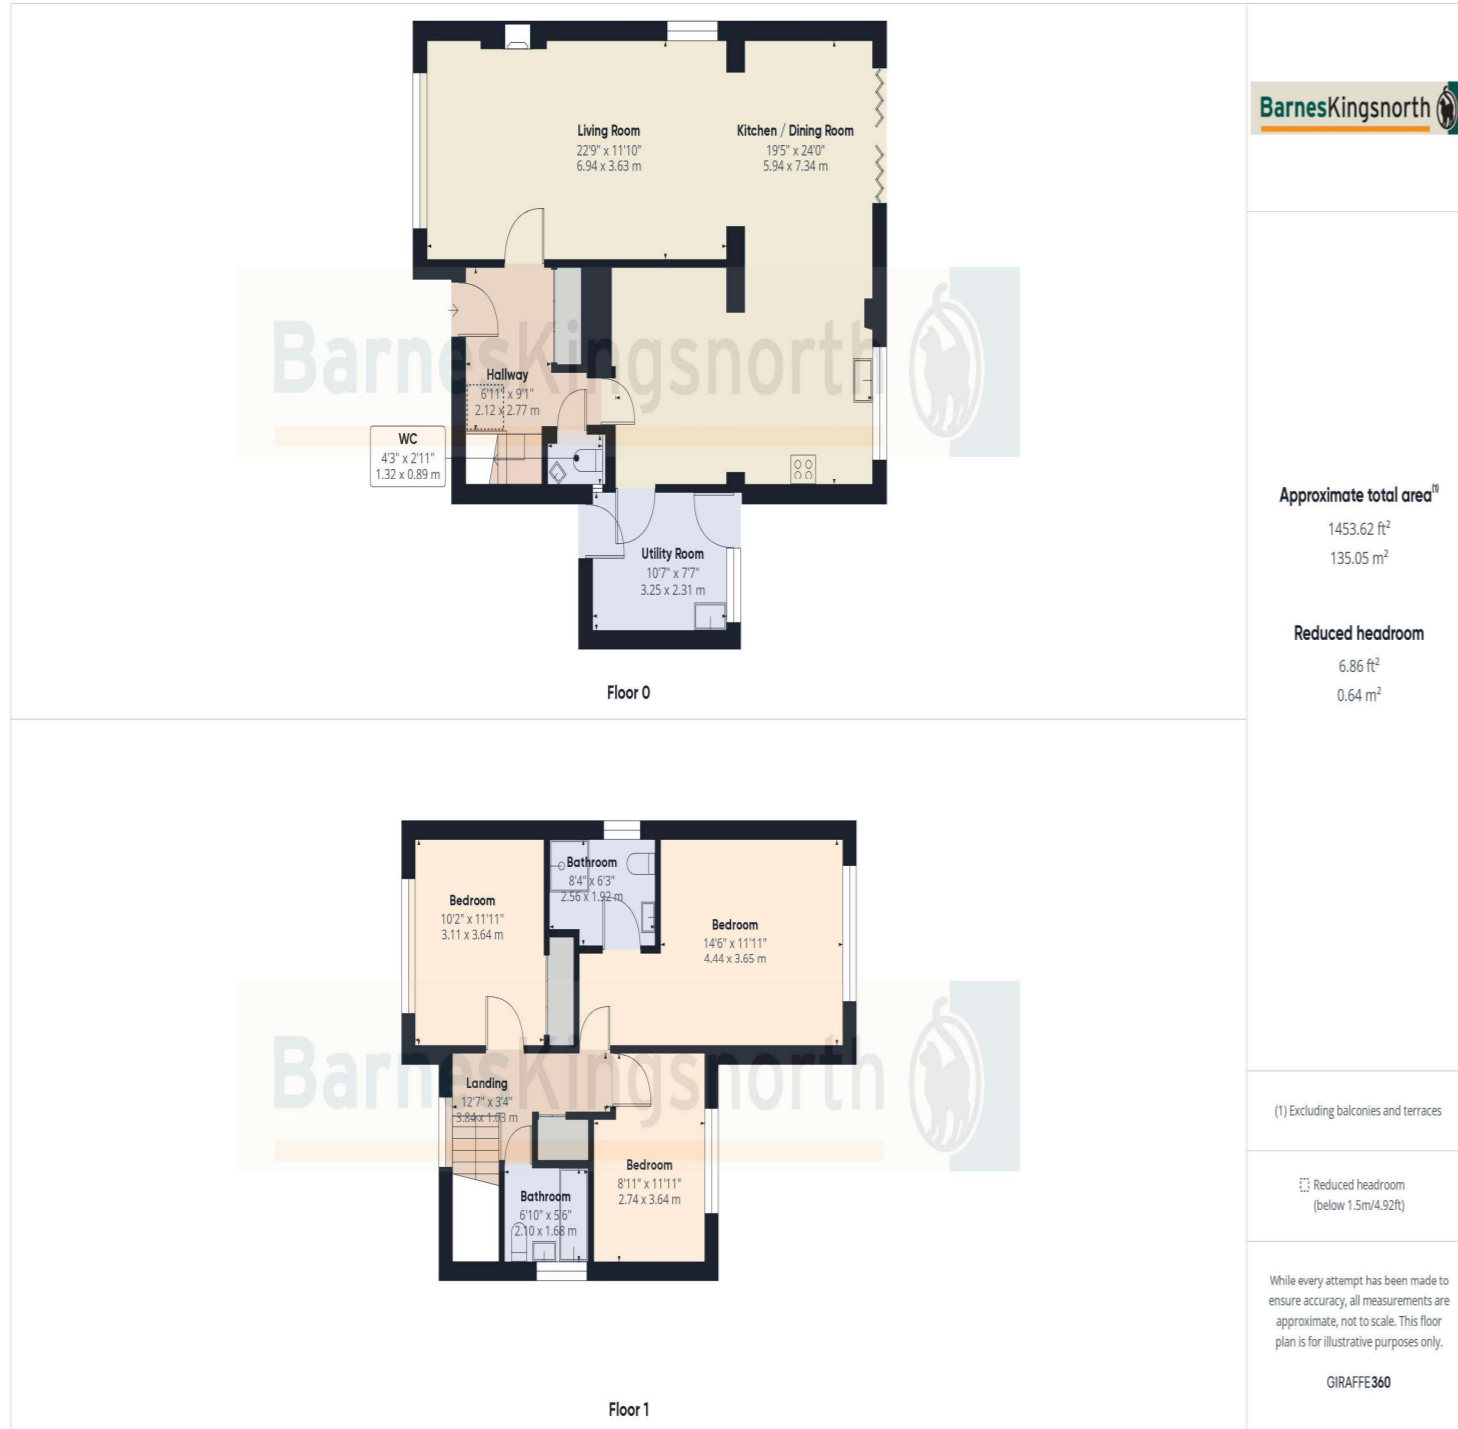 Living Room
22'9" x 11'10"
6.94 x 3.63 m
Kitchen / Dining Room
19'5" x 24'0"
5.94 x 7.34 m
Hallway
6'11" x 9'1"
2.12 x 2.77 m
WC
4'3" x 2'11"
1.32 x 0.89 m
Utility Room
10'7" x 7'7"
3.25 x 2.31 m
BarnesKingsnorth
Floor 0
Bedroom
10'2" x 11'11"
3.11 x 3.64 m
Bathroom
8'4" x 6'3"
2.56 x 1.92 m
Bedroom
14'6" x 11'11"
4.44 x 3.65 m
Landing
12'7" x 3'4"
3.84 x 1.03 m
Bathroom
6'10" x 5'6"
2.10 x 1.68 m
Bedroom
8'11" x 11'11"
2.74 x 3.64 m
BarnesKingsnorth
Floor 1
BarnesKingsnorth
Approximate total area(1)
1453.62 ft²
135.05 m²
Reduced headroom
6.86 ft²
0.64 m²
(1) Excluding balconies and terraces
Reduced headroom
(below 1.5m/4.92ft)
While every attempt has been made to
ensure accuracy, all measurements are
approximate, not to scale. This floor
plan is for illustrative purposes only.
GIRAFFE360